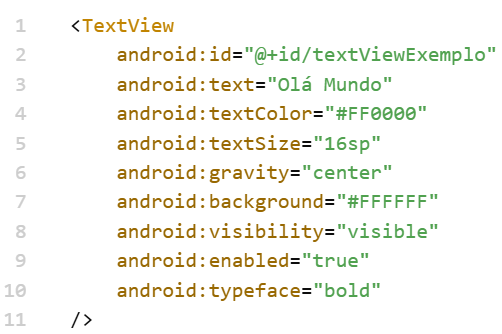 1 <TextView
2 android:id="@+id/textViewExemplo"
3 android:text="Olá Mundo"
4 android:textColor="#FF0000"
5 android:textSize="16sp"
6 android:gravity="center"
7 android:background="#FFFFFF"
8 android:visibility="visible"
9 android:enabled="true"
10 android:typeface="bold"
11 />